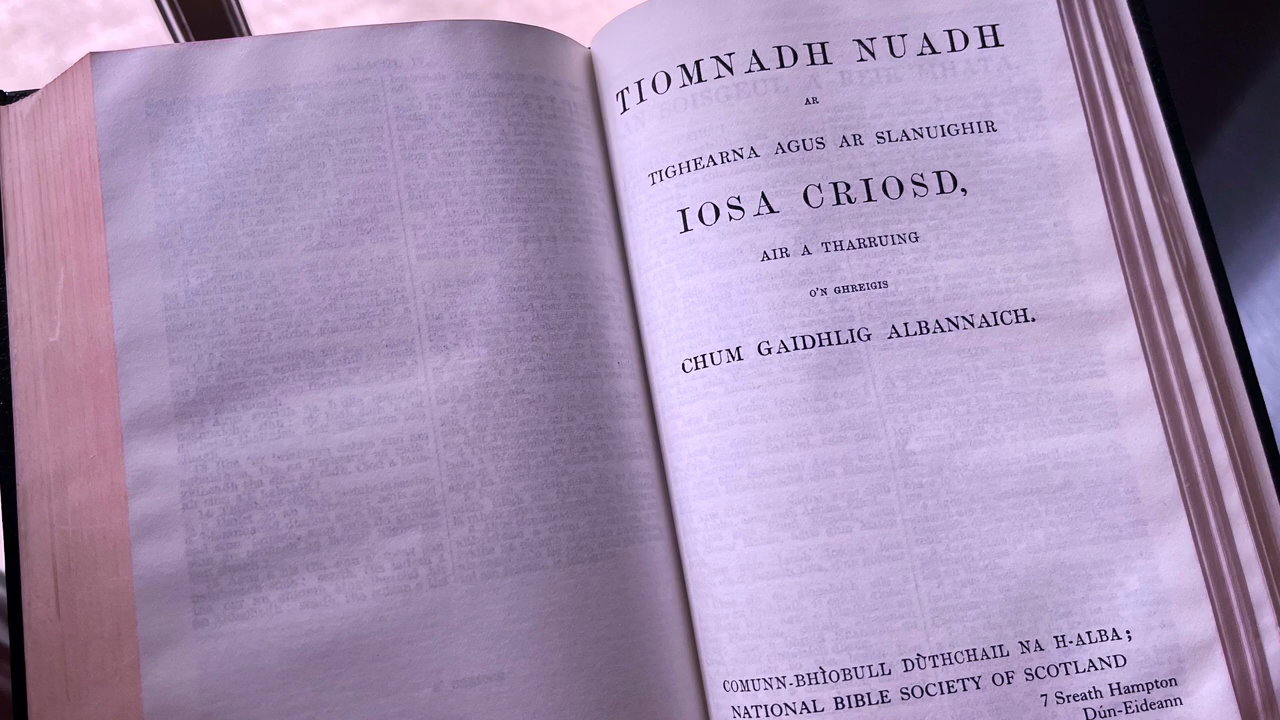 TIOMNADH NUADH
AR
TIGHEARNA AGUS AR SLANUIGHIR
IOSA CRIOSD,
AIR A THARRUING
O'N GHREIGIS
CHUM GAIDHLIG ALBANNAICH.
COMUNN-BHÌOBULL DÙTHCHAIL NA H-ALBA;
NATIONAL BIBLE SOCIETY OF SCOTLAND
7 Sreath Hampton
Dún-Eideann